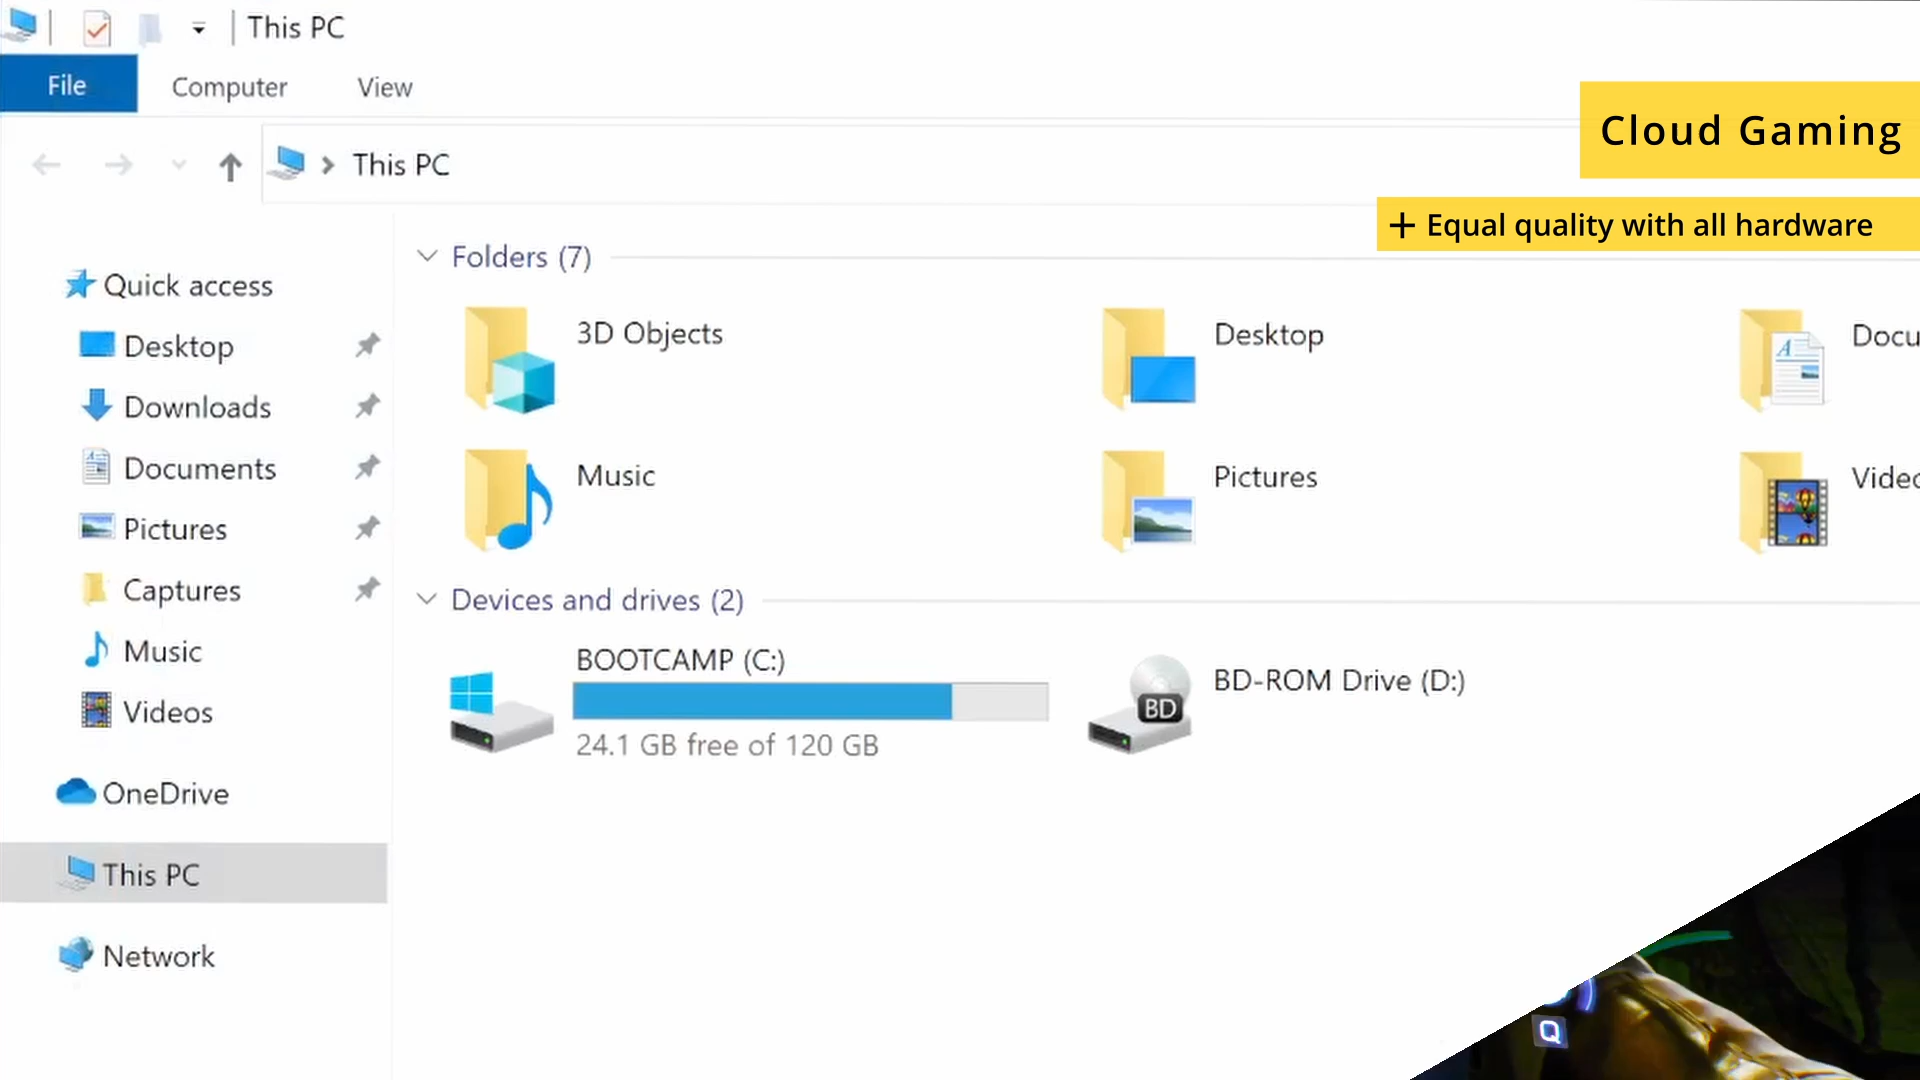 This PC
File
Computer
View
This PC
Cloud Gaming
+ Equal quality with all hardware
Folders (7)
Quick access
Desktop
Downloads
Documents
Pictures
Captures
Music
Videos
OneDrive
This PC
Network
3D Objects
Desktop
Docu
Music
Pictures
Video
Devices and drives (2)
BOOTCAMP (C:)
24.1 GB free of 120 GB
BD
BD-ROM Drive (D:)
Q